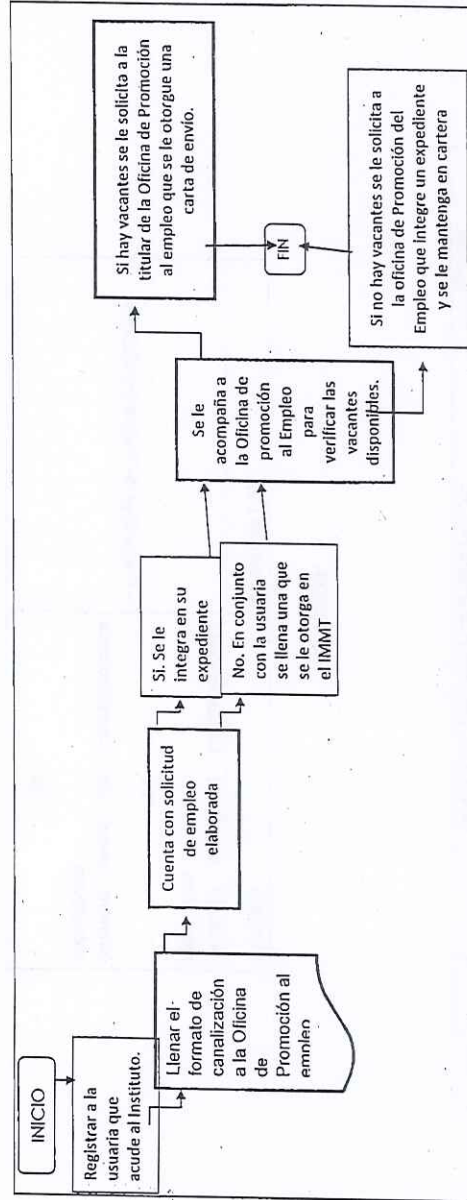 INICIO
Registrar a la
usuaria que
acude al Instituto.
Llenar el
formato de
canalización
a la Oficina
de
Promoción al
empleo
Cuenta con solicitud
de empleo
elaborada
Si. Se le
integra en su
expediente
No. En conjunto
con la usuaria
se llena una que
se le otorga en
el IMMT
Se le
acompaña a
la Oficina de
promoción
al Empleo
para
verificar las
vacantes
disponibles.
Si hay vacantes se le solicita a la
titular de la Oficina de Promoción
al empleo que se le otorgue una
carta de envío.
FIN
Si no hay vacantes se le solicita a
la oficina de Promoción del
Empleo que integre un expediente
y se le mantenga en cartera